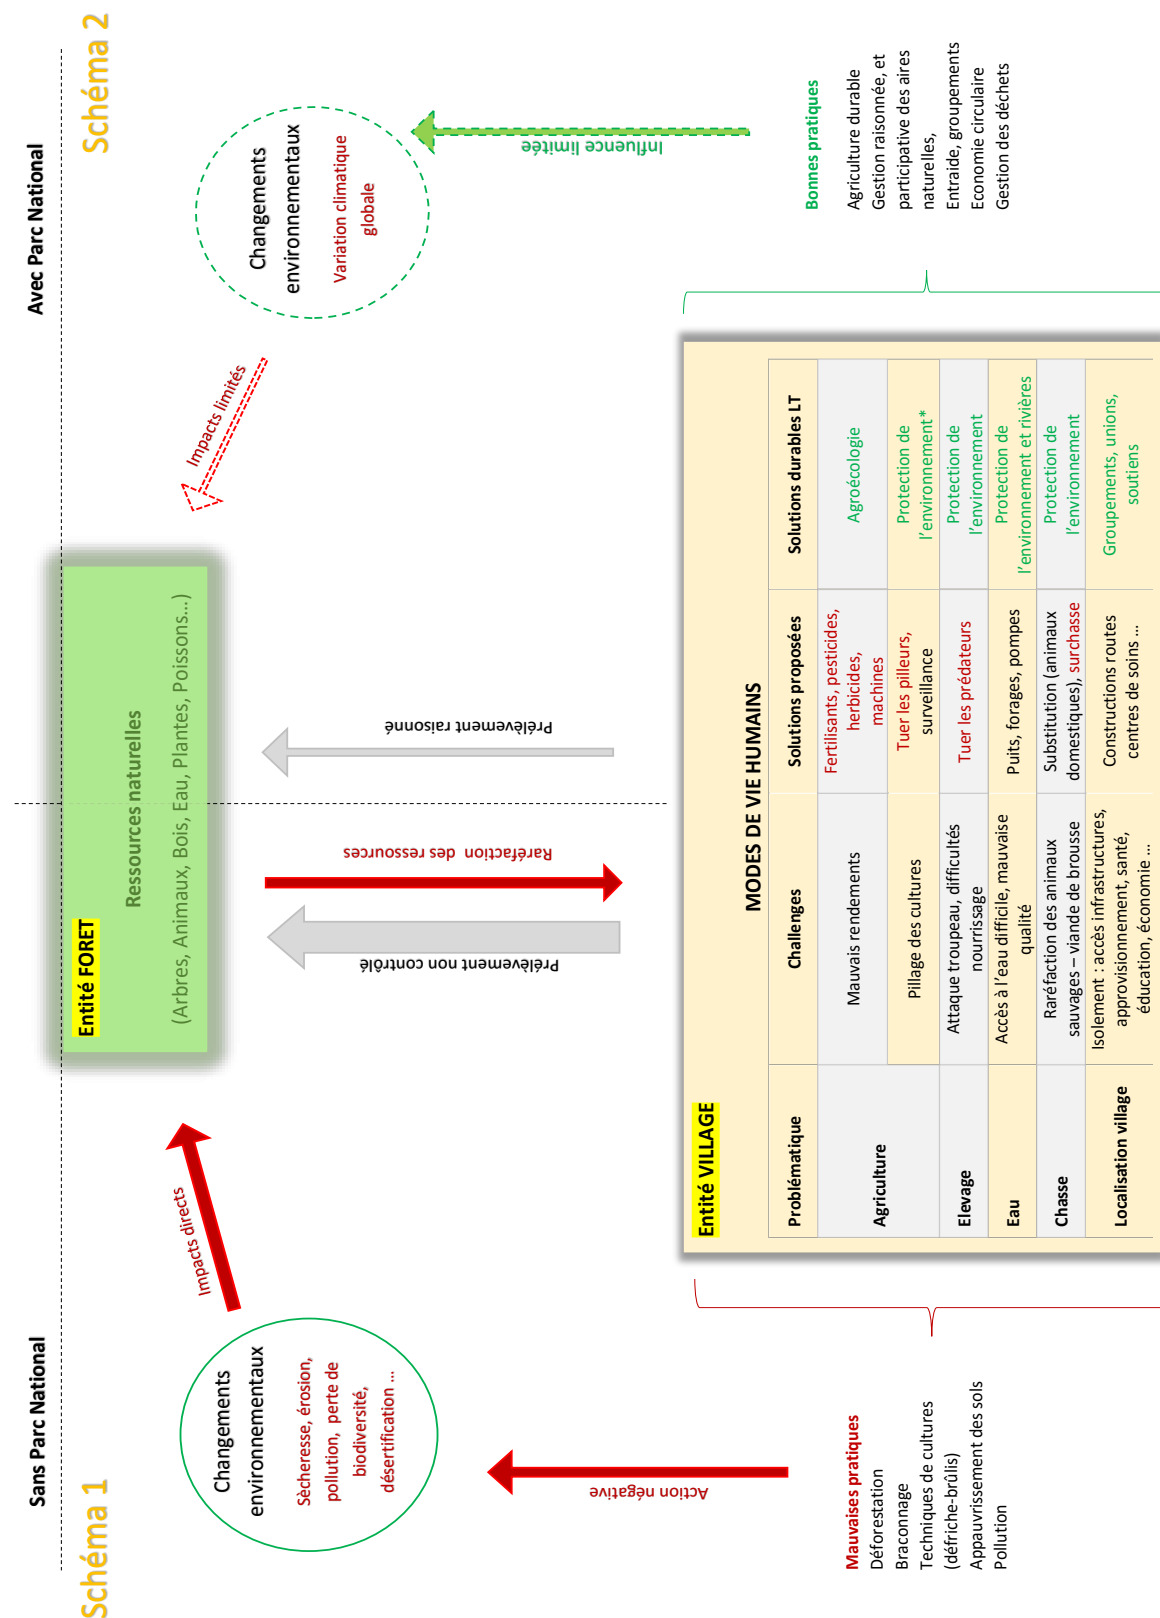 Sans Parc National
Avec Parc National
Schéma 1
Schéma 2
Entité FORET
Ressources naturelles
(Arbres, Animaux, Bois, Eau, Plantes, Poissons...)
Impacts directs
Impacts limités
Changements
environnementaux
Sècheresse, érosion,
pollution, perte de
biodiversité,
désertification ...
Changements
environnementaux
Variation climatique
globale
Prélèvement non contrôlé
Raréfaction des ressources
Prélèvement raisonné
Action négative
Influence limitée
Mauvaises pratiques
Déforestation
Braconnage
Techniques de cultures
(défriche-brûlis)
Appauvrissement des sols
Pollution
Entité VILLAGE
MODES DE VIE HUMAINS
Problématique
Challenges
Solutions proposées
Solutions durables LT
Agriculture
Mauvais rendements
Fertilisants, pesticides,
herbicides,
machines
Agroécologie
Pillage des cultures
Tuer les pilleurs,
surveillance
Protection de
l'environnement*
Elevage
Attaque troupeau, difficultés
nourrissage
Tuer les prédateurs
Protection de
l'environnement
Eau
Accès à l'eau difficile, mauvaise
qualité
Puits, forages, pompes
Protection de
l'environnement et rivières
Chasse
Raréfaction des animaux
sauvages – viande de brousse
Substitution (animaux
domestiques), surchasse
Protection de
l'environnement
Localisation village
Isolement : accès infrastructures,
approvisionnement, santé,
éducation, économie ...
Constructions routes
centres de soins ...
Groupements, unions,
soutiens
Bonnes pratiques
Agriculture durable
Gestion raisonnée, et
participative des aires
naturelles,
Entraide, groupements
Economie circulaire
Gestion des déchets